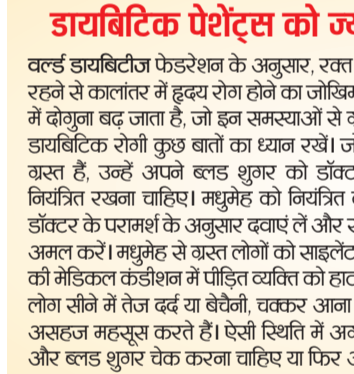 डायबिटिक पेशेंट्स को
वर्ल्ड डायबिटीज फेडरेशन के अनुसार, रक्त
रहने से कालांतर में हृदय रोग होने का जोखिम
में दोगुना बढ़ जाता है, जो इन समस्याओं से
डायबिटिक रोगी कुछ बातों का ध्यान रखें।
ग्रस्त हैं, उन्हें अपने ब्लड शुगर को
नियंत्रित रखना चाहिए। मधुमेह को नियंत्रित
डॉक्टर के परामर्श के अनुसार दवाएं लें और
अमल करें। मधुमेह से ग्रस्त लोगों को
की मेडिकल कंडीशन में पीड़ित व्यक्ति को
लोग सीने में तेज दर्द या बेचैनी, चक्कर आना
असहज महसूस करते हैं। ऐसी स्थिति में
और ब्लड शुगर चेक करना चाहिए या फिर